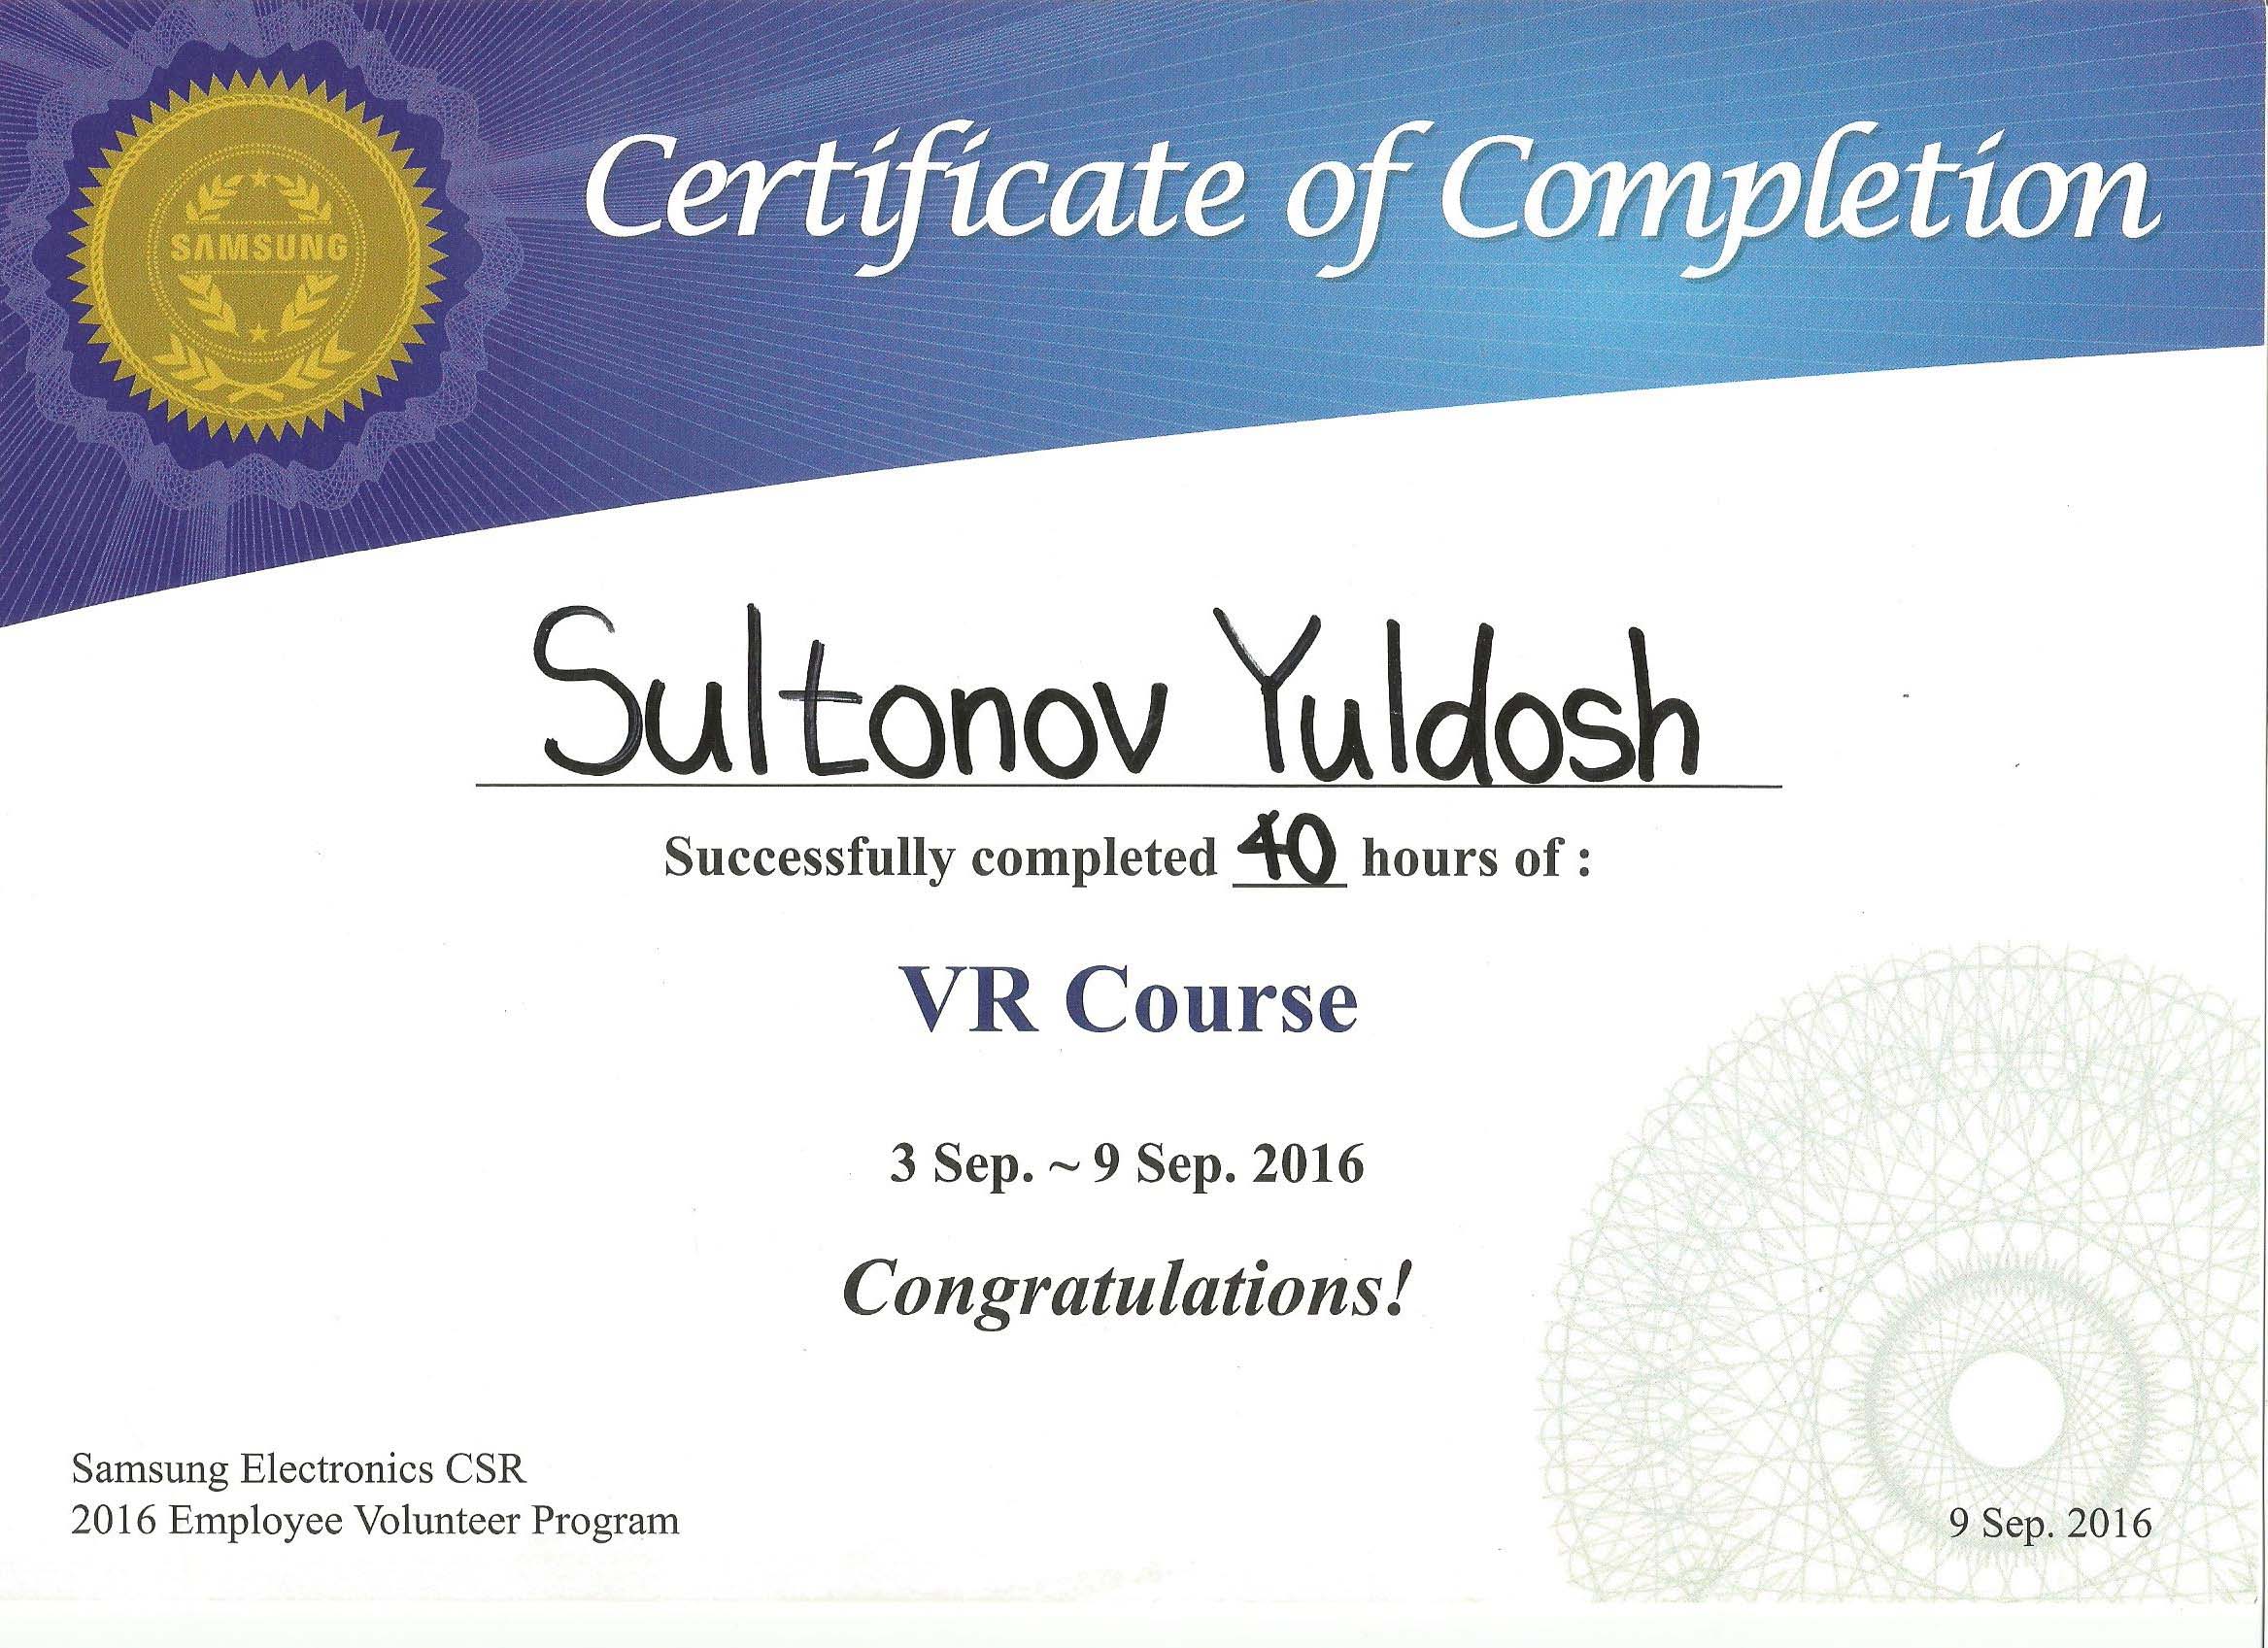 SAMSUNG
Certificate of Completion
Sultonov Yuldosh
Successfully completed 40 hours of :
VR Course
3 Sep. ~ 9 Sep. 2016
Congratulations!
Samsung Electronics CSR
2016 Employee Volunteer Program
9 Sep. 2016